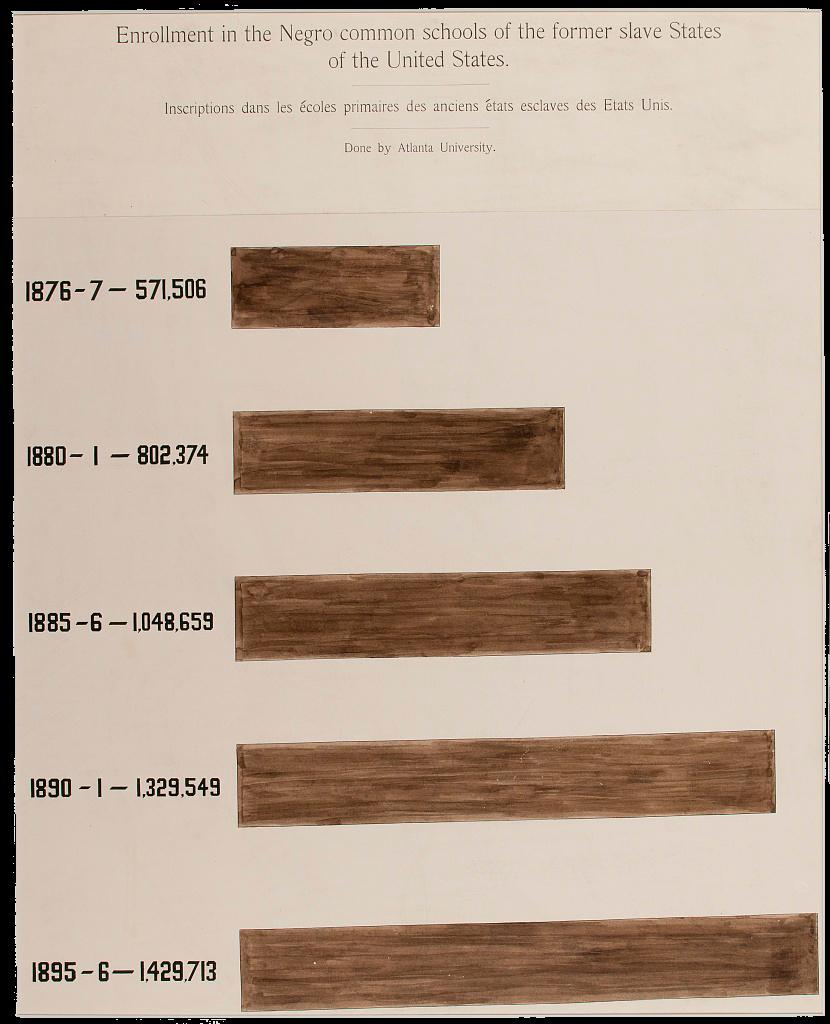 Enrollment in the Negro common schools of the former slave States
of the United States.
Inscriptions dans les écoles primaires des anciens états esclaves des Etats Unis.
Done by Atlanta University.
1876-7 — 571,506
1880-1 — 802,374
1885-6 — 1,048,659
1890-1 — 1,329,549
1895-6 — 1,429,713